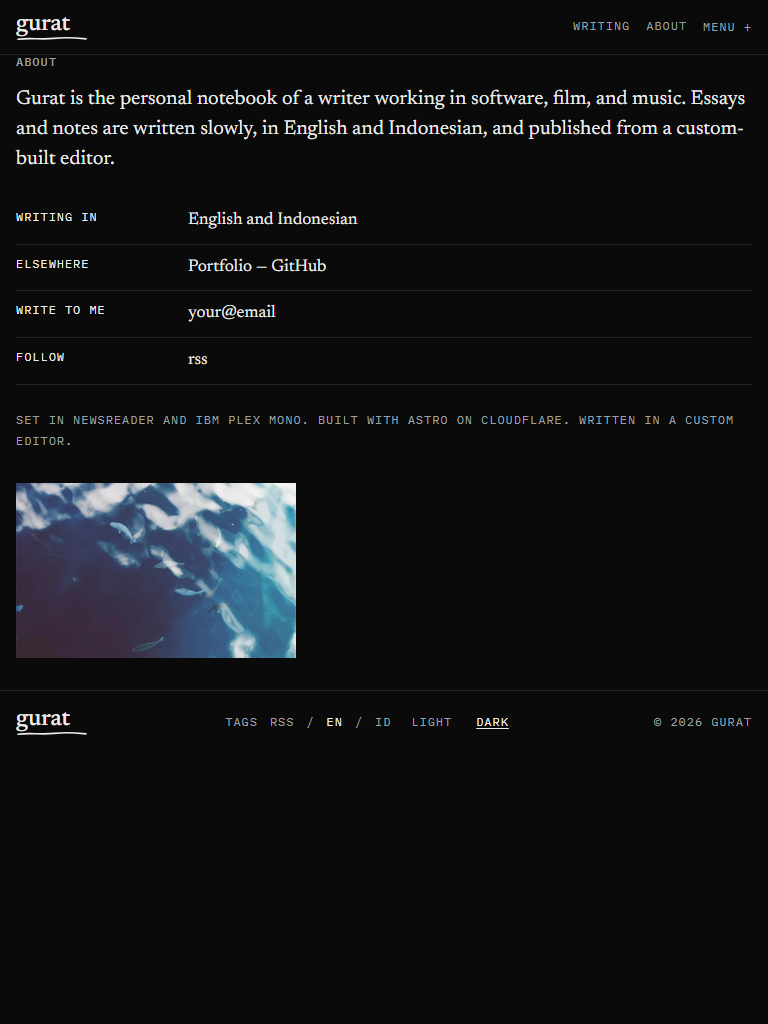 gurat
WRITING ABOUT MENU +
ABOUT
Gurat is the personal notebook of a writer working in software, film, and music. Essays
and notes are written slowly, in English and Indonesian, and published from a custom-
built editor.
WRITING IN English and Indonesian
ELSEWHERE Portfolio — GitHub
WRITE TO ME your@email
FOLLOW rss
SET IN NEWSREADER AND IBM PLEX MONO. BUILT WITH ASTRO ON CLOUDFLARE. WRITTEN IN A CUSTOM
EDITOR.
gurat
TAGS RSS / EN / ID LIGHT DARK
© 2026 GURAT